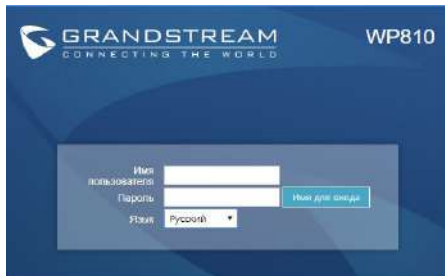 GRANDSTREAM
CONNECTING THE WORLD
WP810
Имя
пользователя
Пароль
Имя для входа
Язык
Русский